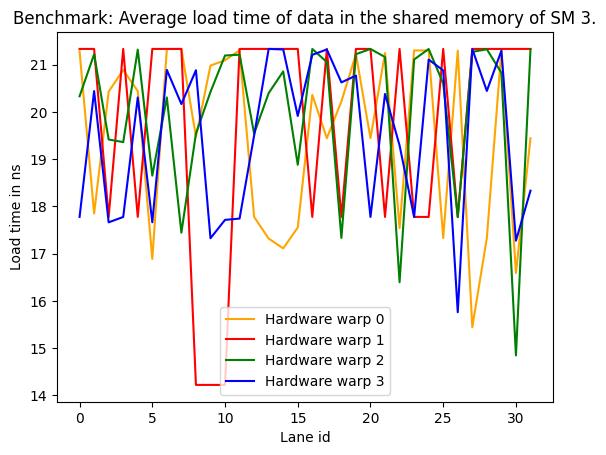 Benchmark: Average load time of data in the shared memory of SM 3.
Load time in ns
21
20
19
18
17
16
15
14
Hardware warp 0
Hardware warp 1
Hardware warp 2
Hardware warp 3
0 5 10 15 20 25 30
Lane id